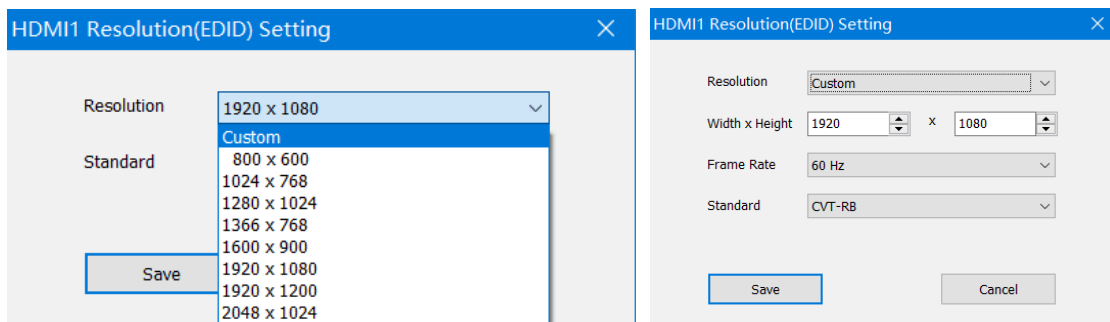 HDMI1 Resolution(EDID) Setting
Resolution 1920 x 1080
Custom
800 x 600
Standard
1024 x 768
1280 x 1024
1366 x 768
1600 x 900
Save
1920 x 1080
1920 x 1200
2048 x 1024
HDMI1 Resolution(EDID) Setting
Resolution Custom
Width x Height 1920 x 1080
Frame Rate 60 Hz
Standard CVT-RB
Save Cancel